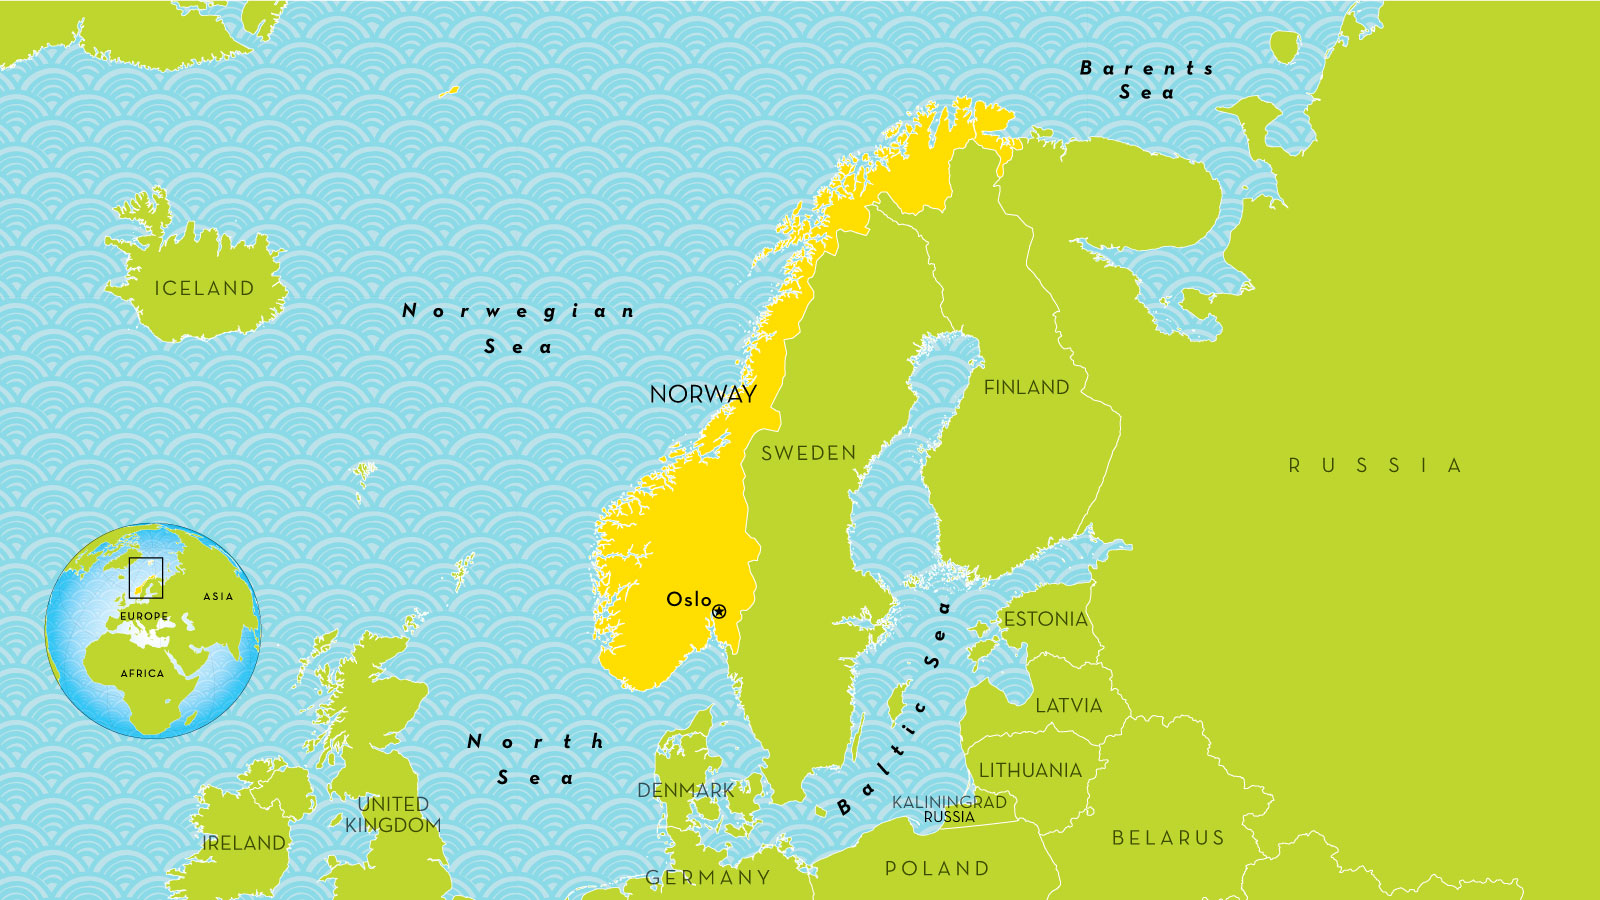 Barents
Sea
ICELAND
Norwegian
Sea
NORWAY
FINLAND
SWEDEN
RUSSIA
Oslo
ASIA
EUROPE
AFRICA
ESTONIA
Baltic Sea
LATVIA
North
Sea
LITHUANIA
DENMARK
KALININGRAD
RUSSIA
UNITED
KINGDOM
IRELAND
BELARUS
POLAND
GERMANY